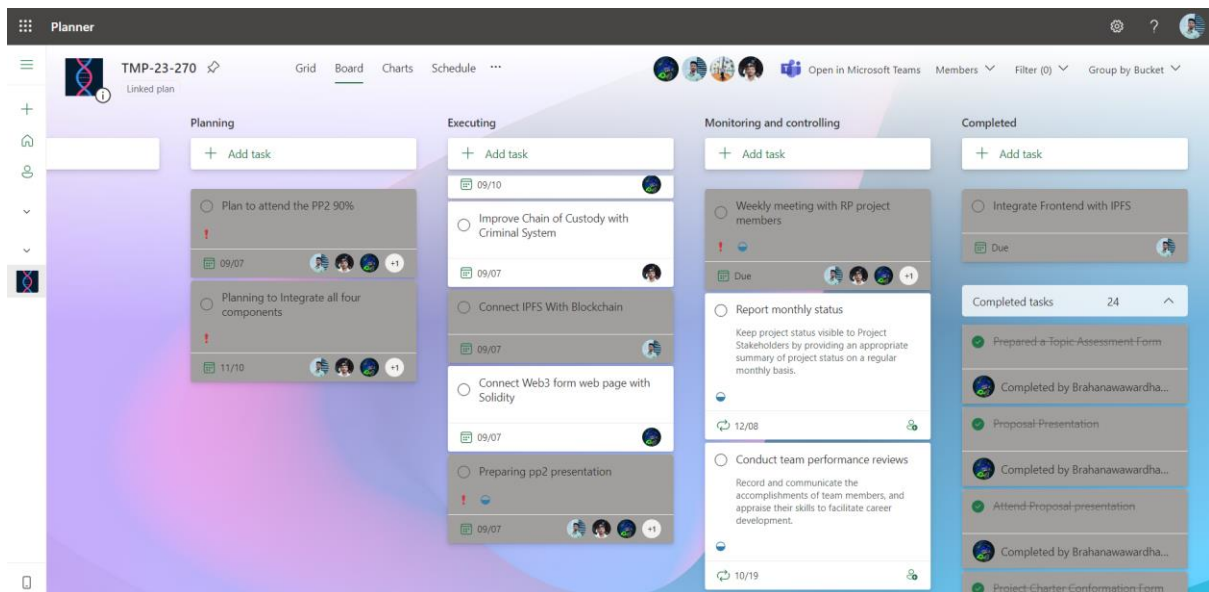 Planner
?
TMP-23-270
Linked plan
Grid Board Charts Schedule ...
Open in Microsoft Teams
Members
Filter (0)
Group by Bucket
Planning
+ Add task
Plan to attend the PP2 90%
!
09/07
+1
Planning to Integrate all four
components
!
11/10
+1
Executing
+ Add task
09/10
Improve Chain of Custody with
Criminal System
09/07
Connect IPFS With Blockchain
09/07
Connect Web3 form web page with
Solidity
09/07
Preparing pp2 presentation
!
09/07
+1
Monitoring and controlling
+ Add task
Weekly meeting with RP project
members
!
Due
+1
Report monthly status
Keep project status visible to Project
Stakeholders by providing an appropriate
summary of project status on a regular
monthly basis.
12/08
Conduct team performance reviews
Record and communicate the
accomplishments of team members, and
appraise their skills to facilitate career
development.
10/19
Completed
+ Add task
Integrate Frontend with IPFS
Due
Completed tasks 24
Prepared a Topic Assessment Form
Completed by Brahanawawardha...
Proposal Presentation
Completed by Brahanawawardha...
Attend Proposal presentation
Completed by Brahanawawardha...
Project Charter Conformation Form